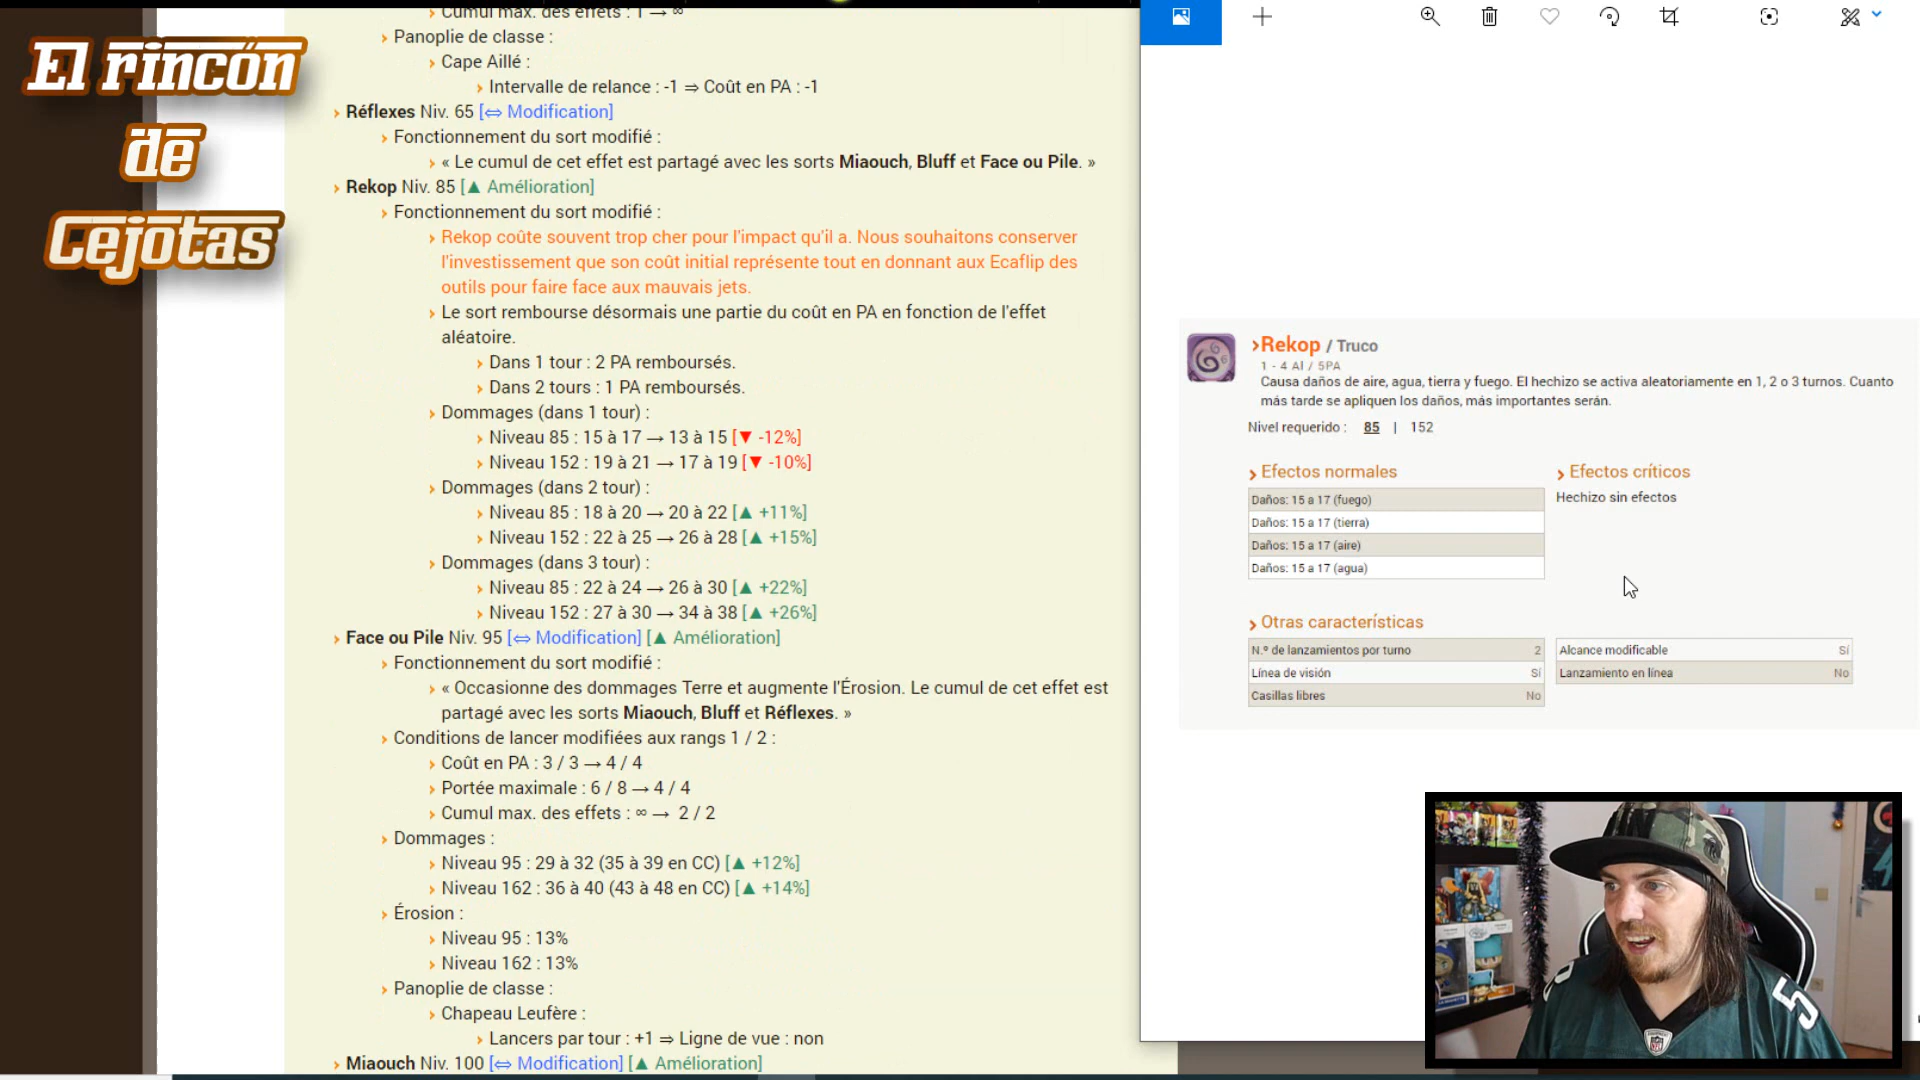 El rincón
de
Cejotas
› Cumul max. des effets : 1 → ∞
› Panoplie de classe :
› Cape Aillé :
› Intervalle de relance : -1 ⇒ Coût en PA : -1
› Réflexes Niv. 65 [⇔ Modification]
› Fonctionnement du sort modifié :
› « Le cumul de cet effet est partagé avec les sorts Miaouch, Bluff et Face ou Pile. »
› Rekop Niv. 85 [▲ Amélioration]
› Fonctionnement du sort modifié :
› Rekop coûte souvent trop cher pour l'impact qu'il a. Nous souhaitons conserver
l'investissement que son coût initial représente tout en donnant aux Ecaflip des
outils pour faire face aux mauvais jets.
› Le sort rembourse désormais une partie du coût en PA en fonction de l'effet
aléatoire.
› Dans 1 tour : 2 PA remboursés.
› Dans 2 tours : 1 PA remboursés.
› Dommages (dans 1 tour) :
› Niveau 85 : 15 à 17 → 13 à 15 [▼ -12%]
› Niveau 152 : 19 à 21 → 17 à 19 [▼ -10%]
› Dommages (dans 2 tour) :
› Niveau 85 : 18 à 20 → 20 à 22 [▲ +11%]
› Niveau 152 : 22 à 25 → 26 à 28 [▲ +15%]
› Dommages (dans 3 tour) :
› Niveau 85 : 22 à 24 → 26 à 30 [▲ +22%]
› Niveau 152 : 27 à 30 → 34 à 38 [▲ +26%]
› Face ou Pile Niv. 95 [⇔ Modification] [▲ Amélioration]
› Fonctionnement du sort modifié :
› « Occasionne des dommages Terre et augmente l'Érosion. Le cumul de cet effet est
partagé avec les sorts Miaouch, Bluff et Réflexes. »
› Conditions de lancer modifiées aux rangs 1 / 2 :
› Coût en PA : 3 / 3 → 4 / 4
› Portée maximale : 6 / 8 → 4 / 4
› Cumul max. des effets : ∞ → 2 / 2
› Dommages :
› Niveau 95 : 29 à 32 (35 à 39 en CC) [▲ +12%]
› Niveau 162 : 36 à 40 (43 à 48 en CC) [▲ +14%]
› Érosion :
› Niveau 95 : 13%
› Niveau 162 : 13%
› Panoplie de classe :
› Chapeau Leufère :
› Lancers par tour : +1 ⇒ Ligne de vue : non
› Miaouch Niv. 100 [⇔ Modification] [▲ Amélioration]
›Rekop / Truco
1 - 4 Al / 5PA
Causa daños de aire, agua, tierra y fuego. El hechizo se activa aleatoriamente en 1, 2 o 3 turnos. Cuanto
más tarde se apliquen los daños, más importantes serán.
Nivel requerido : 85 | 152
› Efectos normales
Daños: 15 a 17 (fuego)
Daños: 15 a 17 (tierra)
Daños: 15 a 17 (aire)
Daños: 15 a 17 (agua)
› Efectos críticos
Hechizo sin efectos
› Otras características
N.º de lanzamientos por turno 2
Línea de visión Sí
Casillas libres No
Alcance modificable Sí
Lanzamiento en línea No
5